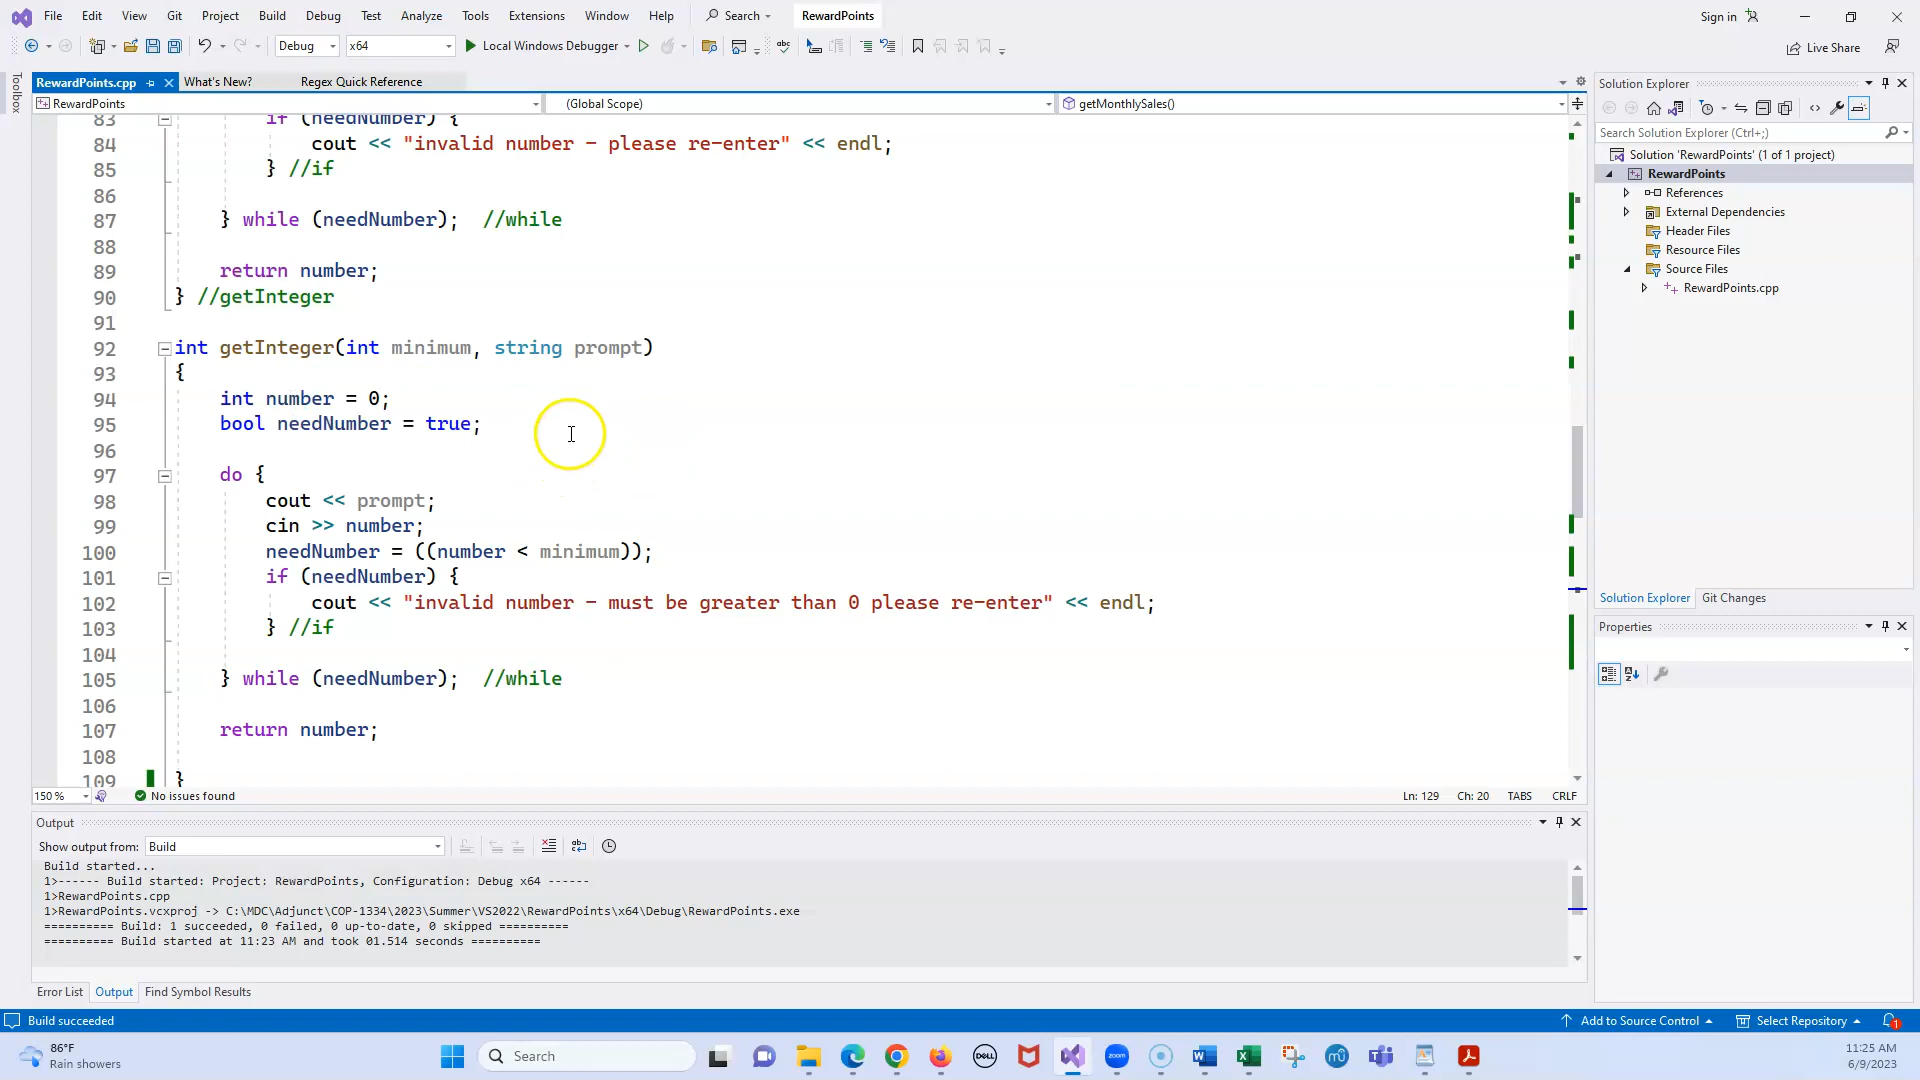 File Edit View Git Project Build Debug Test Analyze Tools Extensions Window Help Search RewardPoints Sign in
Debug x64 Local Windows Debugger Live Share
Toolbox
RewardPoints.cpp What's New? Regex Quick Reference
RewardPoints (Global Scope) getMonthlySales()
83 if (needNumber) {
84 cout << "invalid number - please re-enter" << endl;
85 } //if
86
87 } while (needNumber); //while
88
89 return number;
90 } //getInteger
91
92 int getInteger(int minimum, string prompt)
93 {
94 int number = 0;
95 bool needNumber = true;
96
97 do {
98 cout << prompt;
99 cin >> number;
100 needNumber = ((number < minimum));
101 if (needNumber) {
102 cout << "invalid number - must be greater than 0 please re-enter" << endl;
103 } //if
104
105 } while (needNumber); //while
106
107 return number;
108
109 }
150 % No issues found Ln: 129 Ch: 20 TABS CRLF
Output
Show output from: Build
Build started...
1>------ Build started: Project: RewardPoints, Configuration: Debug x64 ------
1>RewardPoints.cpp
1>RewardPoints.vcxproj -> C:\MDC\Adjunct\COP-1334\2023\Summer\VS2022\RewardPoints\x64\Debug\RewardPoints.exe
========== Build: 1 succeeded, 0 failed, 0 up-to-date, 0 skipped ==========
========== Build started at 11:23 AM and took 01.514 seconds ==========
Error List Output Find Symbol Results
Solution Explorer
Search Solution Explorer (Ctrl+;)
Solution 'RewardPoints' (1 of 1 project)
RewardPoints
References
External Dependencies
Header Files
Resource Files
Source Files
RewardPoints.cpp
Solution Explorer Git Changes
Properties
Build succeeded Add to Source Control Select Repository 1
86°F
Rain showers
Search
DELL
zoom
11:25 AM
6/9/2023